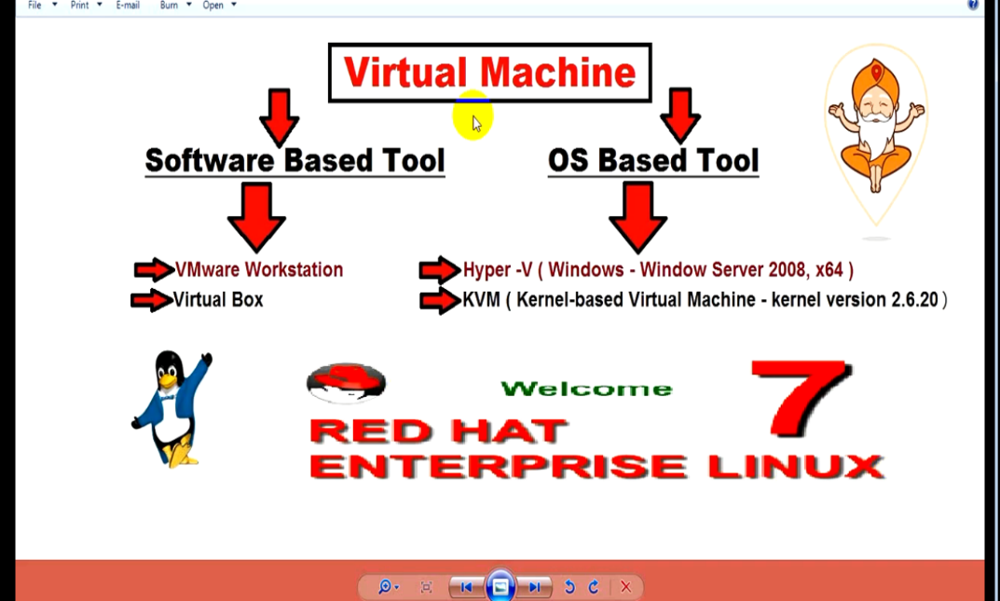 File Print E-mail Burn Open
Virtual Machine
Software Based Tool
OS Based Tool
VMware Workstation
Virtual Box
Hyper -V ( Windows - Window Server 2008, x64 )
KVM ( Kernel-based Virtual Machine - kernel version 2.6.20 )
Welcome
7
RED HAT
ENTERPRISE LINUX